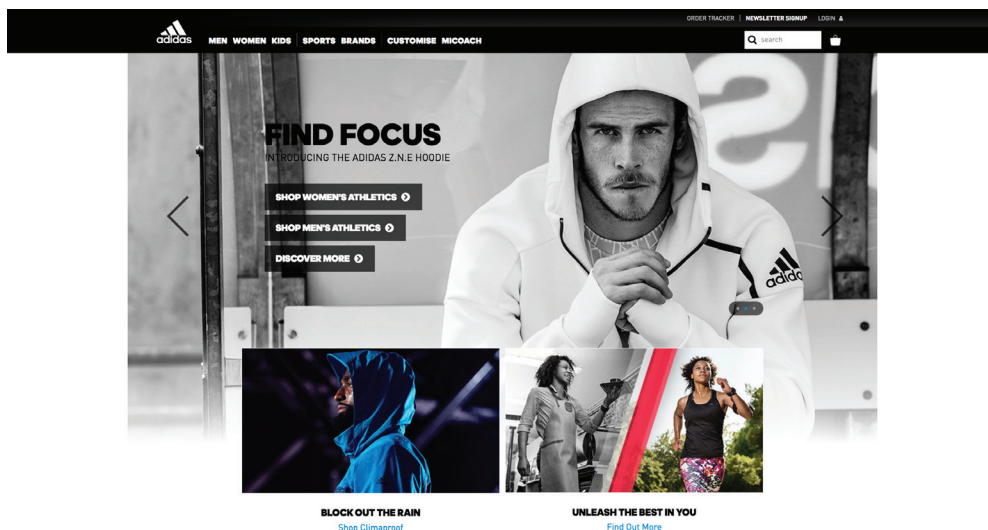 ORDER TRACKER | NEWSLETTER SIGNUP LOGIN
adidas MEN WOMEN KIDS SPORTS BRANDS CUSTOMISE MICOACH search
FIND FOCUS
INTRODUCING THE ADIDAS Z.N.E HOODIE
SHOP WOMEN'S ATHLETICS
SHOP MEN'S ATHLETICS
DISCOVER MORE
adidas
BLOCK OUT THE RAIN
Shop Climaproof
UNLEASH THE BEST IN YOU
Find Out More